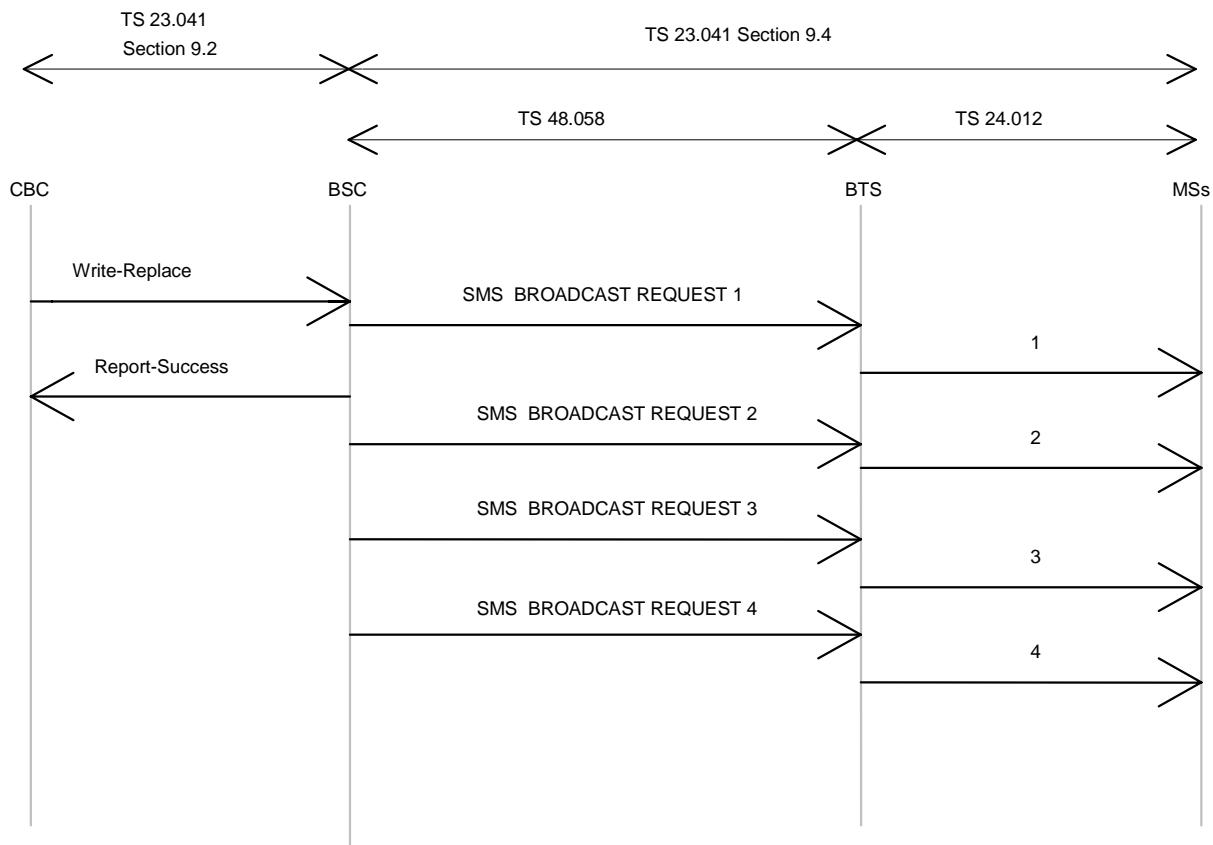 TS 23.041
Section 9.2
TS 23.041 Section 9.4
TS 48.058
TS 24.012
CBC
BSC
BTS
MSs
Write-Replace
SMS BROADCAST REQUEST 1
1
Report-Success
SMS BROADCAST REQUEST 2
2
SMS BROADCAST REQUEST 3
3
SMS BROADCAST REQUEST 4
4